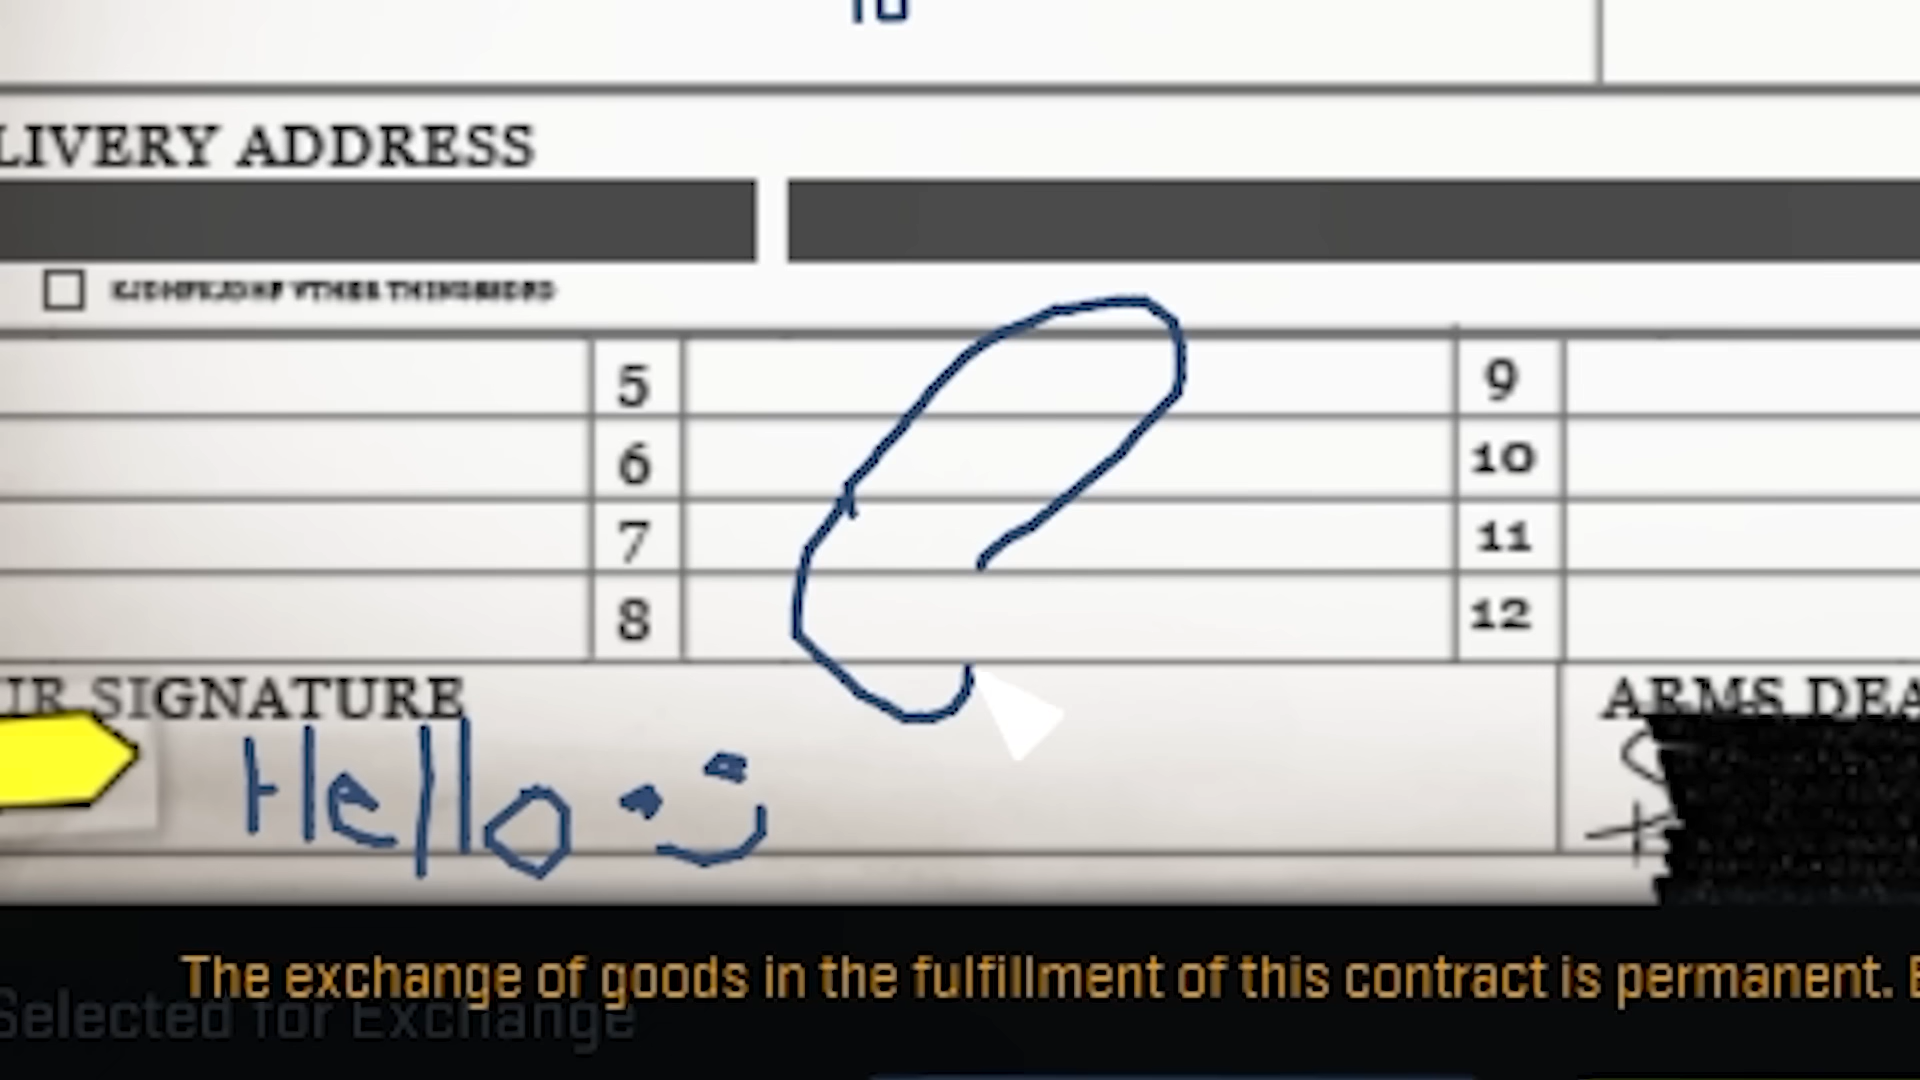 LIVERY ADDRESS
5 9
6 10
7 11
8 12
UR SIGNATURE ARMS DEA
Hello :)
The exchange of goods in the fulfillment of this contract is permanent.
Selected for Exchange